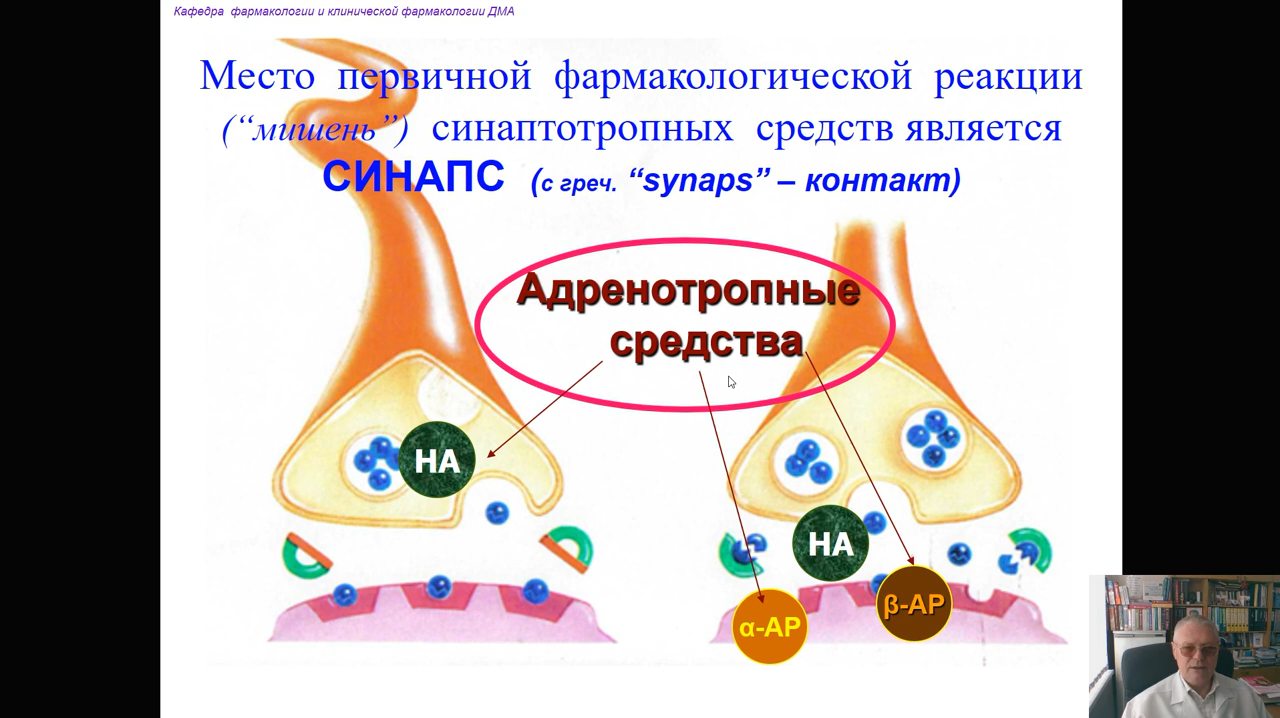 Кафедра фармакологии и клинической фармакологии ДМА
Место первичной фармакологической реакции
(“мишень”) синаптотропных средств является
СИНАПС (с греч. “synaps” – контакт)
Адренотропные
средства
НА
НА
α-АР
β-АР